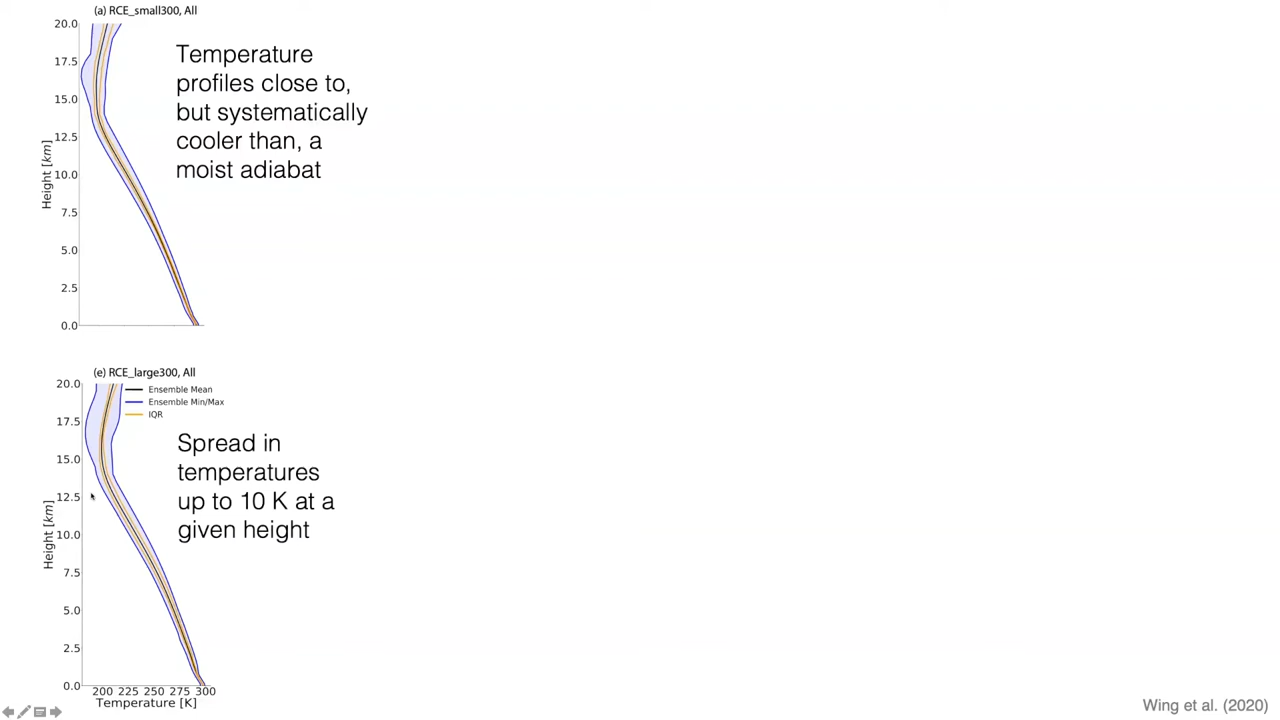 (a) RCE_small300, All
20.0
17.5
15.0
12.5
10.0
7.5
5.0
2.5
0.0
Height [km]
Temperature
profiles close to,
but systematically
cooler than, a
moist adiabat
(e) RCE_large300, All
20.0
17.5
15.0
12.5
10.0
7.5
5.0
2.5
0.0
Height [km]
Ensemble Mean
Ensemble Min/Max
IQR
Spread in
temperatures
up to 10 K at a
given height
200 225 250 275 300
Temperature [K]
Wing et al. (2020)